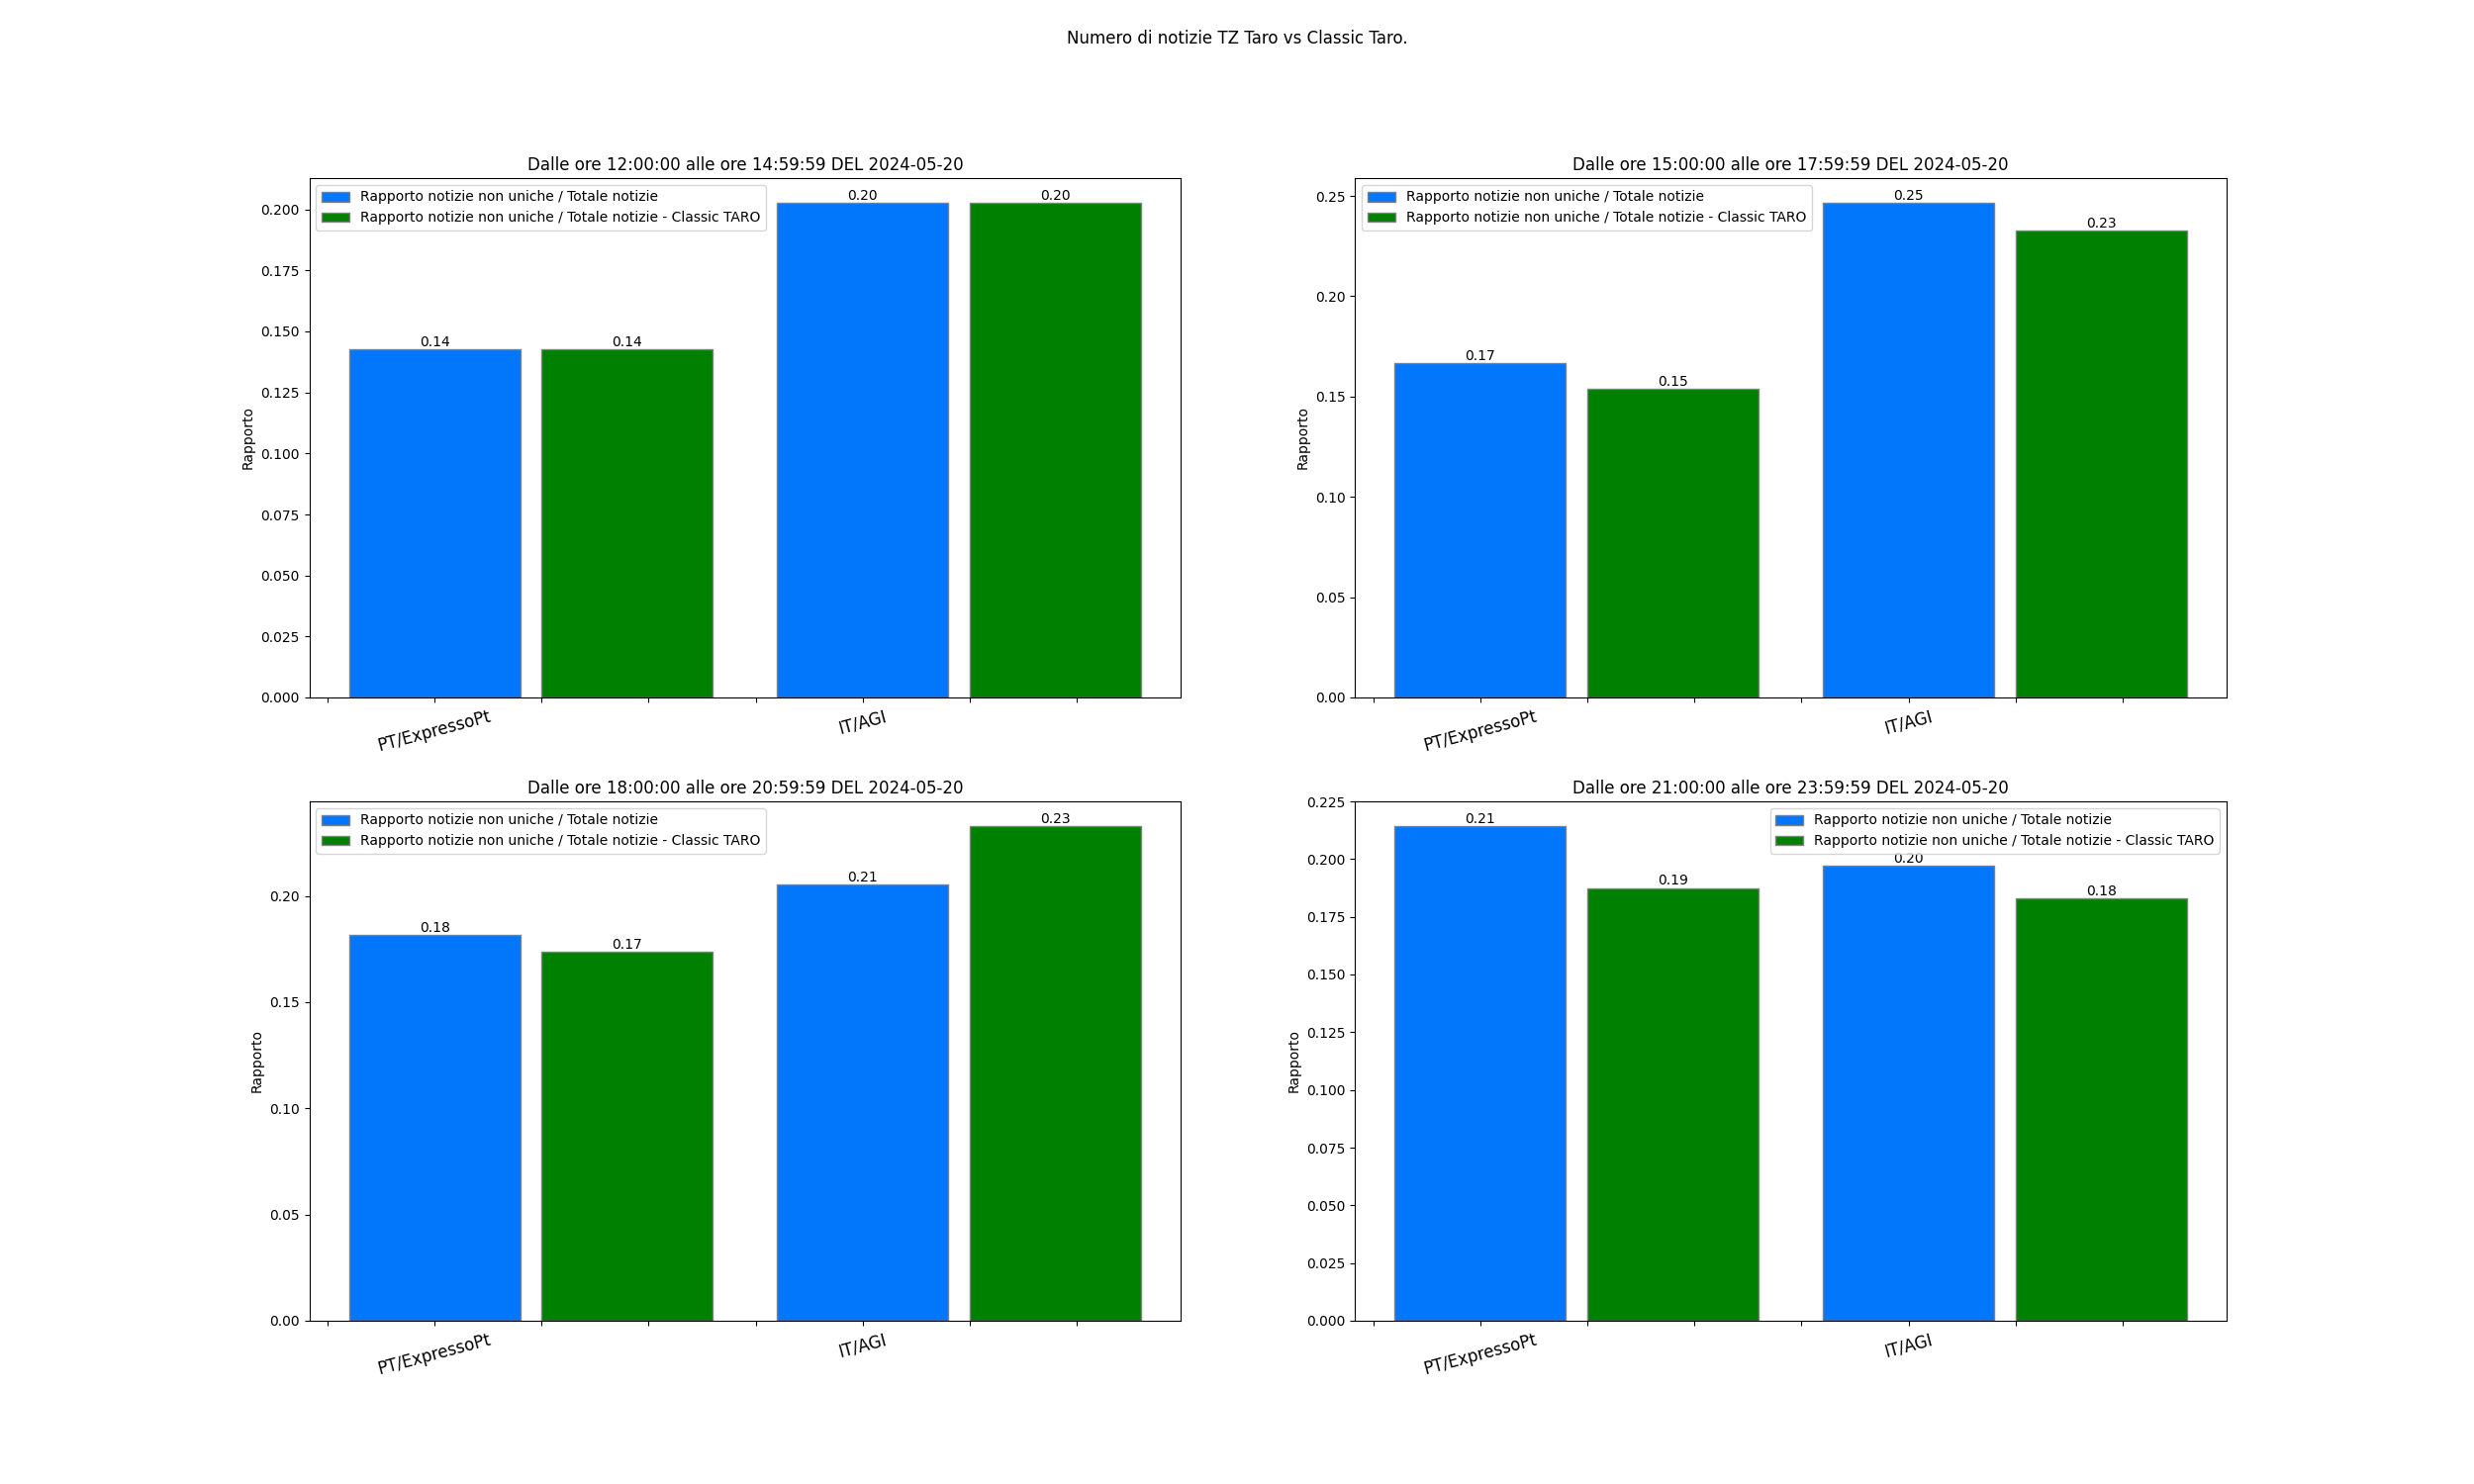 Numero di notizie TZ Taro vs Classic Taro.
Dalle ore 12:00:00 alle ore 14:59:59 DEL 2024-05-20
Rapporto notizie non uniche / Totale notizie
Rapporto notizie non uniche / Totale notizie - Classic TARO
0.20
0.20
0.14
0.14
0.200
0.175
0.150
0.125
0.100
0.075
0.050
0.025
0.000
Rapporto
PT/ExpressoPt
IT/AGI
Dalle ore 15:00:00 alle ore 17:59:59 DEL 2024-05-20
Rapporto notizie non uniche / Totale notizie
Rapporto notizie non uniche / Totale notizie - Classic TARO
0.25
0.23
0.17
0.15
0.25
0.20
0.15
0.10
0.05
0.00
Rapporto
PT/ExpressoPt
IT/AGI
Dalle ore 18:00:00 alle ore 20:59:59 DEL 2024-05-20
Rapporto notizie non uniche / Totale notizie
Rapporto notizie non uniche / Totale notizie - Classic TARO
0.23
0.21
0.18
0.17
0.20
0.15
0.10
0.05
0.00
Rapporto
PT/ExpressoPt
IT/AGI
Dalle ore 21:00:00 alle ore 23:59:59 DEL 2024-05-20
Rapporto notizie non uniche / Totale notizie
Rapporto notizie non uniche / Totale notizie - Classic TARO
0.21
0.20
0.19
0.18
0.225
0.200
0.175
0.150
0.125
0.100
0.075
0.050
0.025
0.000
Rapporto
PT/ExpressoPt
IT/AGI